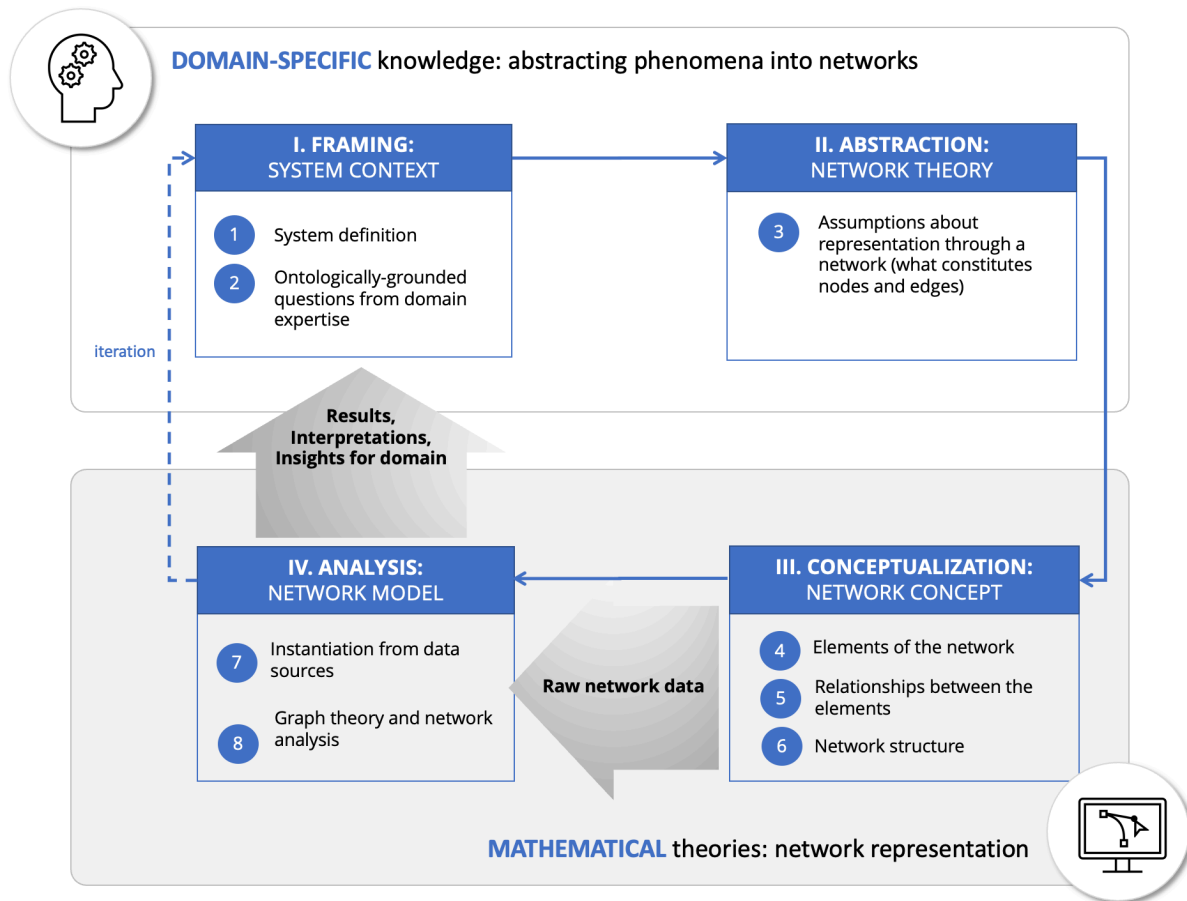 DOMAIN-SPECIFIC knowledge: abstracting phenomena into networks
I. FRAMING:
SYSTEM CONTEXT
1
System definition
2
Ontologically-grounded
questions from domain
expertise
II. ABSTRACTION:
NETWORK THEORY
3
Assumptions about
representation through a
network (what constitutes
nodes and edges)
iteration
Results,
Interpretations,
Insights for domain
III. CONCEPTUALIZATION:
NETWORK CONCEPT
4
Elements of the network
5
Relationships between the
elements
6
Network structure
Raw network data
IV. ANALYSIS:
NETWORK MODEL
7
Instantiation from data
sources
8
Graph theory and network
analysis
MATHEMATICAL theories: network representation